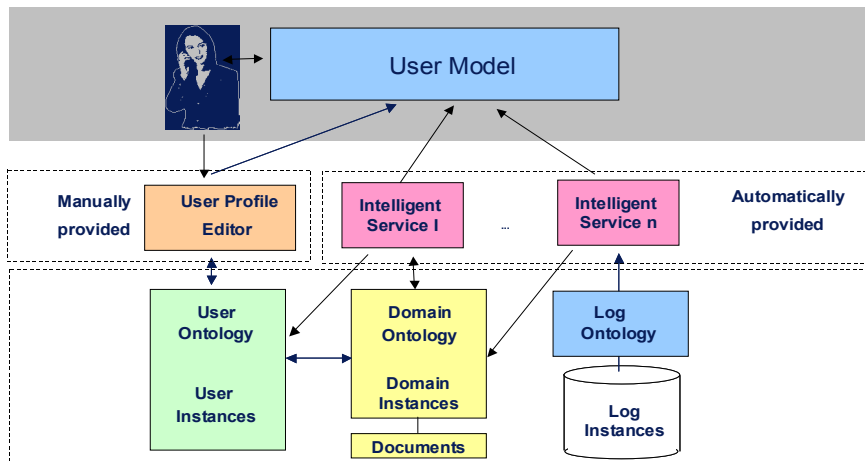 User Model
Manually
provided
User Profile
Editor
Intelligent
Service I
...
Intelligent
Service n
Automatically
provided
User
Ontology
User
Instances
Domain
Ontology
Domain
Instances
Documents
Log
Ontology
Log
Instances